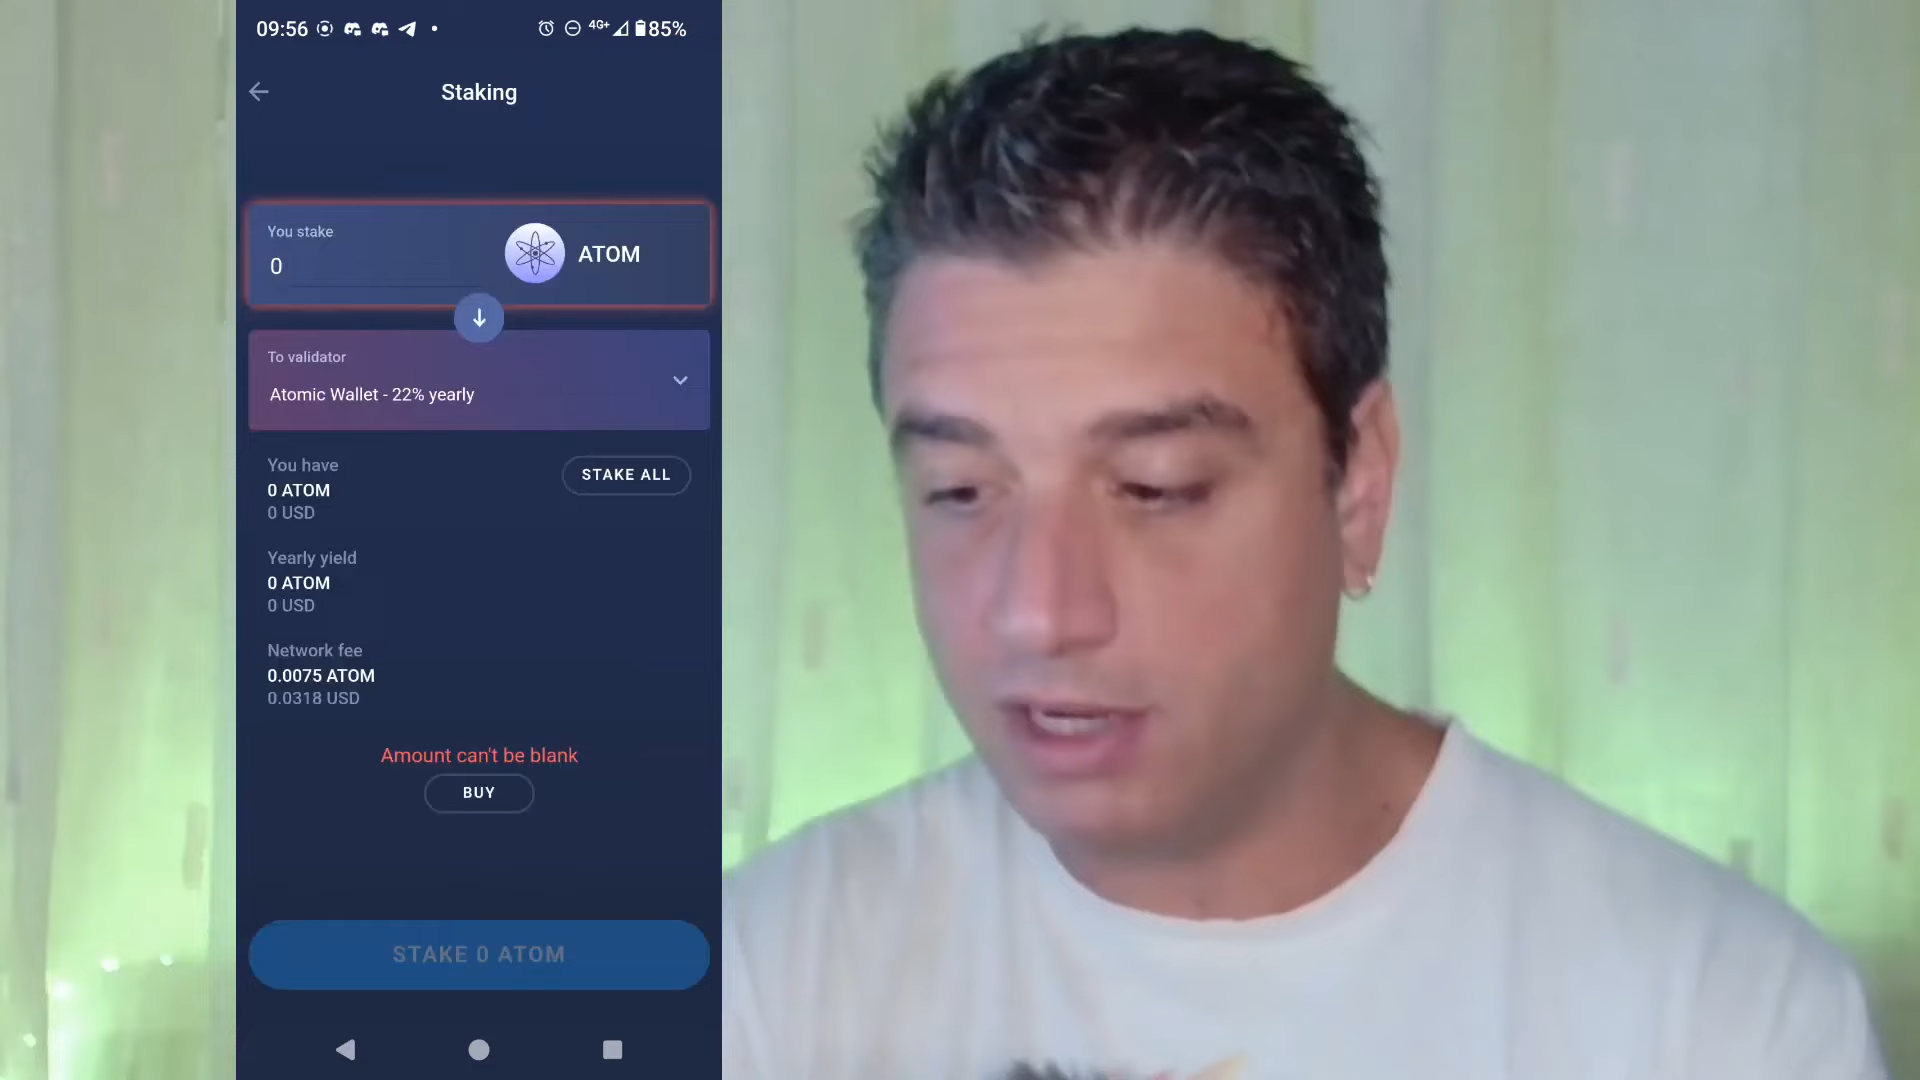 09:56 4G+ 85%
Staking
You stake
0
ATOM
To validator
Atomic Wallet - 22% yearly
You have
0 ATOM
0 USD
STAKE ALL
Yearly yield
0 ATOM
0 USD
Network fee
0.0075 ATOM
0.0318 USD
Amount can't be blank
BUY
STAKE 0 ATOM